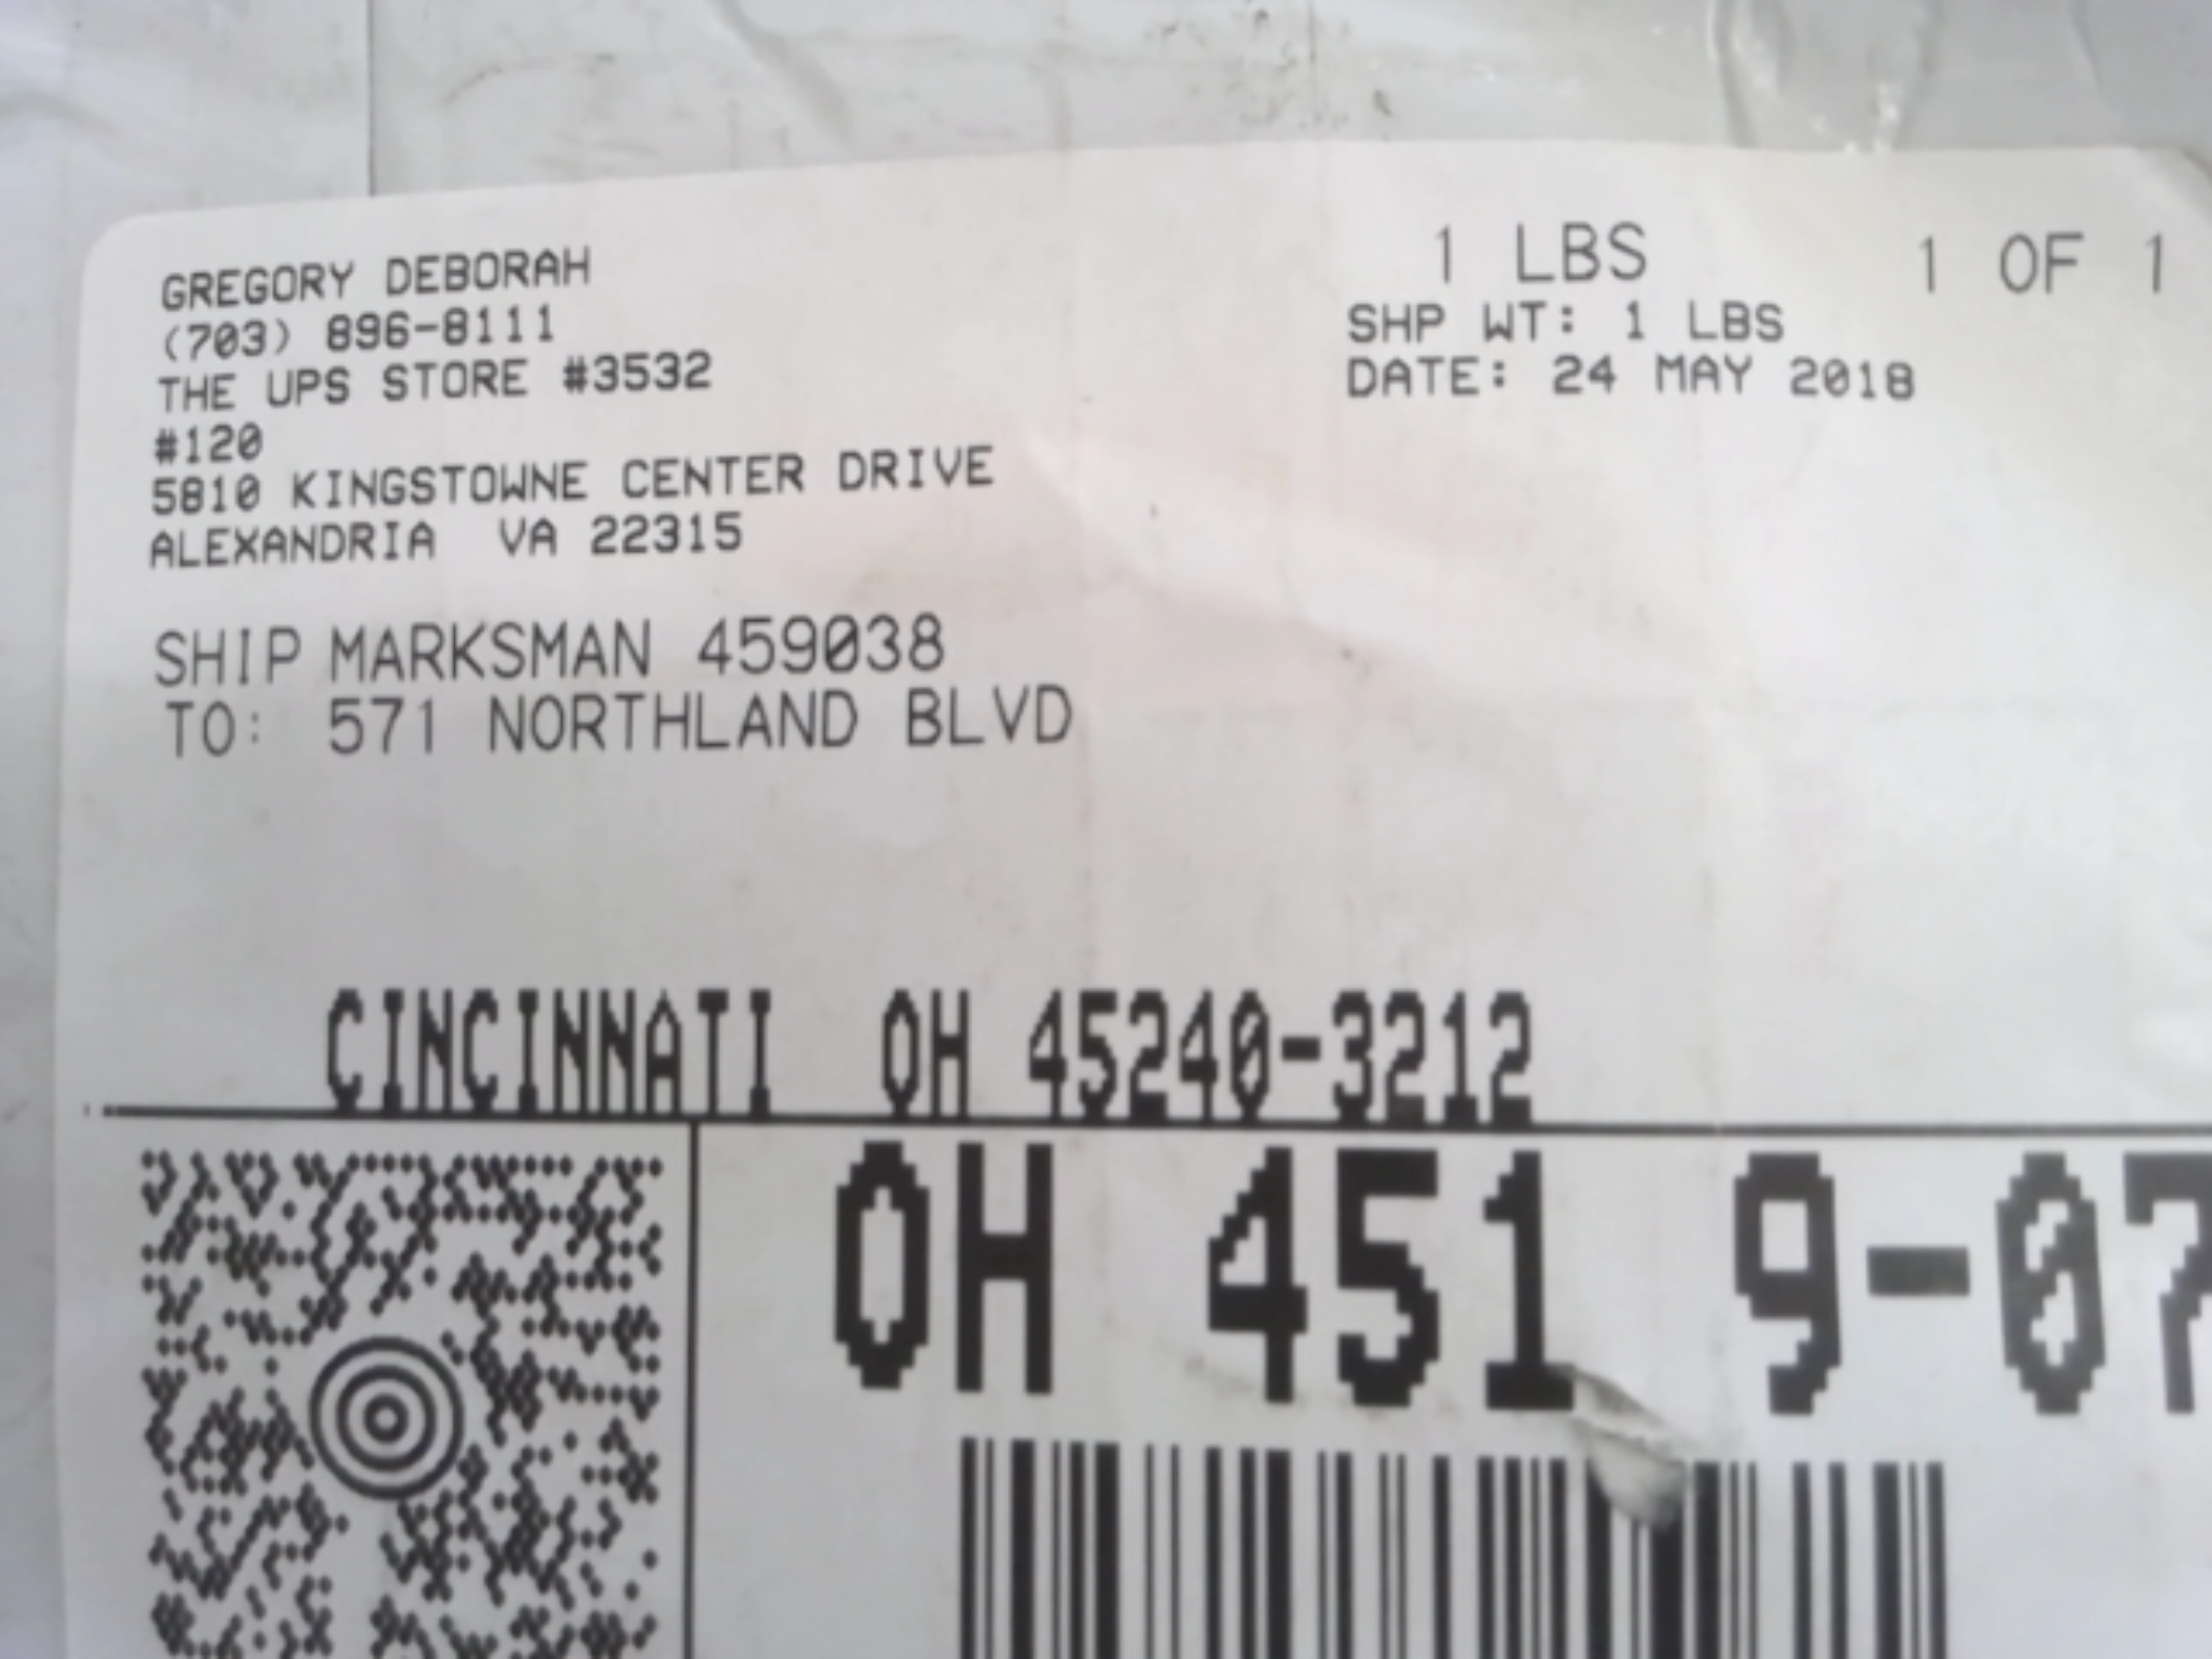 GREGORY DEBORAH
(703) 896-8111
THE UPS STORE #3532
#120
5810 KINGSTOWNE CENTER DRIVE
ALEXANDRIA VA 22315
1 LBS 1 OF 1
SHP WT: 1 LBS
DATE: 24 MAY 2018
SHIP MARKSMAN 459038
TO: 571 NORTHLAND BLVD
CINCINNATI OH 45240-3212
OH 451 9-07